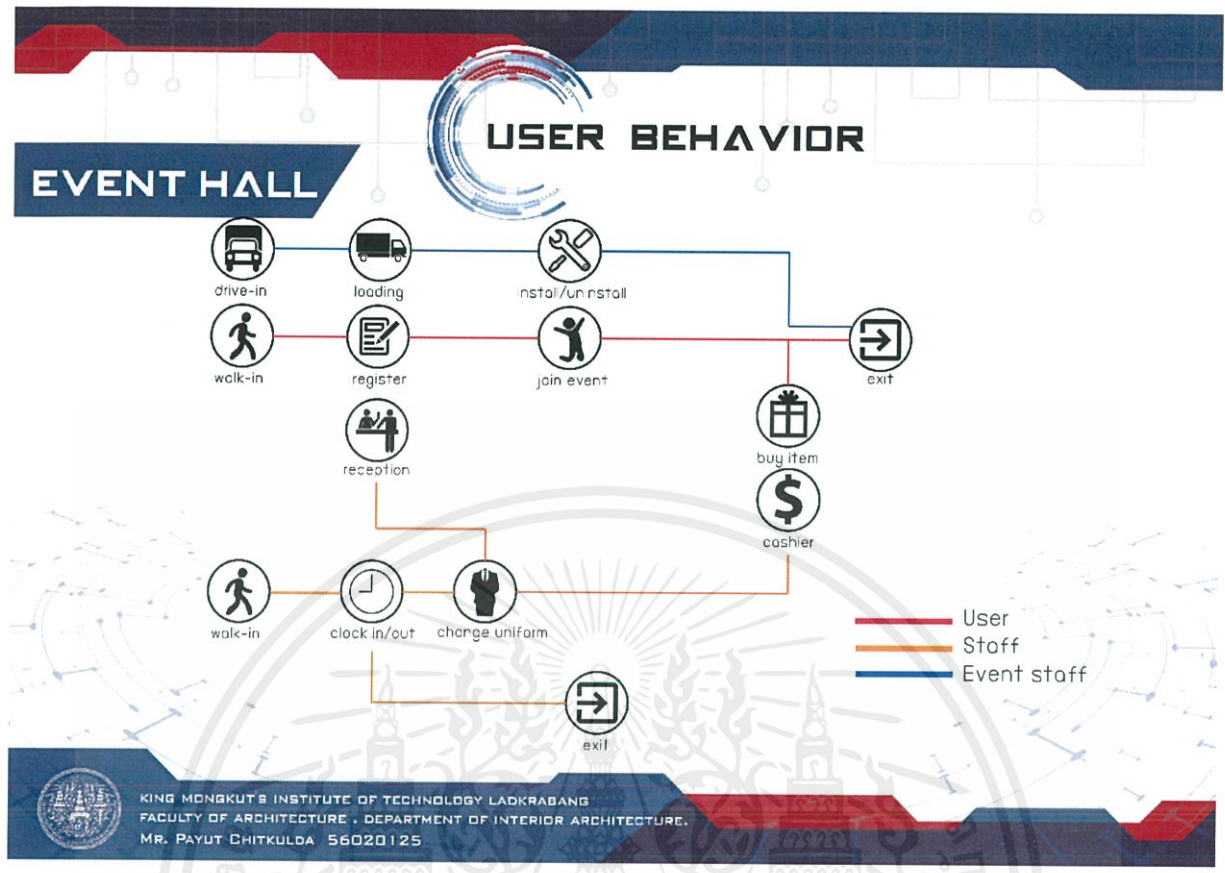 USER BEHAVIOR
EVENT HALL
drive-in
loading
install/uninstall
walk-in
register
join event
exit
reception
buy item
$
cashier
walk-in
clock in/out
change uniform
User
Staff
Event staff
exit
KING MONGKUT'S INSTITUTE OF TECHNOLOGY LADKRABANG
FACULTY OF ARCHITECTURE . DEPARTMENT OF INTERIOR ARCHITECTURE.
MR. PAYUT CHITKULDA 56020125